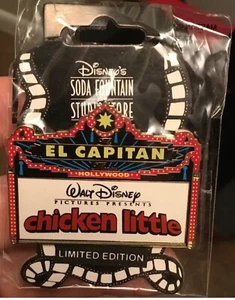 Disney's
SODA FOUNTAIN
STUDIO STORE
EL CAPITAN
HOLLYWOOD
WALT DISNEY
PICTURES PRESENTS
chicken little
LIMITED EDITION